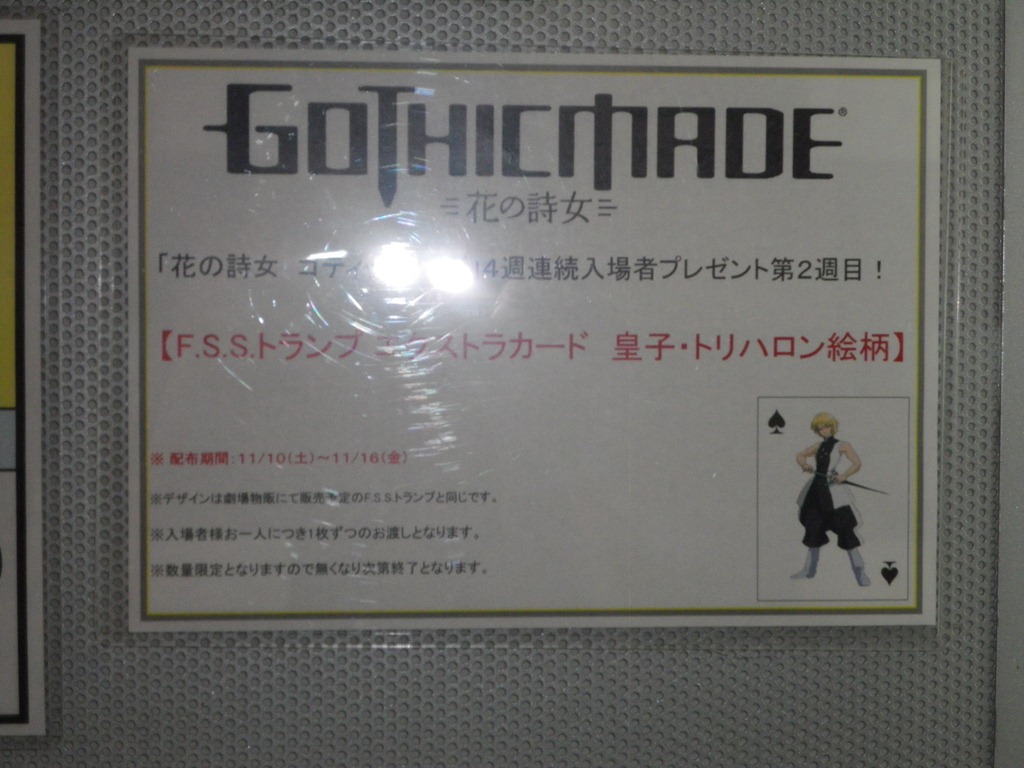 GOTHICMADE®
花の詩女
「花の詩女 ゴティ 4週連続入場者プレゼント第2週目！
【F.S.S.トランプ エクストラカード 皇子・トリハロン絵柄】
※ 配布期間:11/10(土)～11/16(金)
※デザインは劇場物販にて販売予定のF.S.S.トランプと同じです。
※入場者様お一人につき1枚ずつのお渡しとなります。
※数量限定となりますので無くなり次第終了となります。